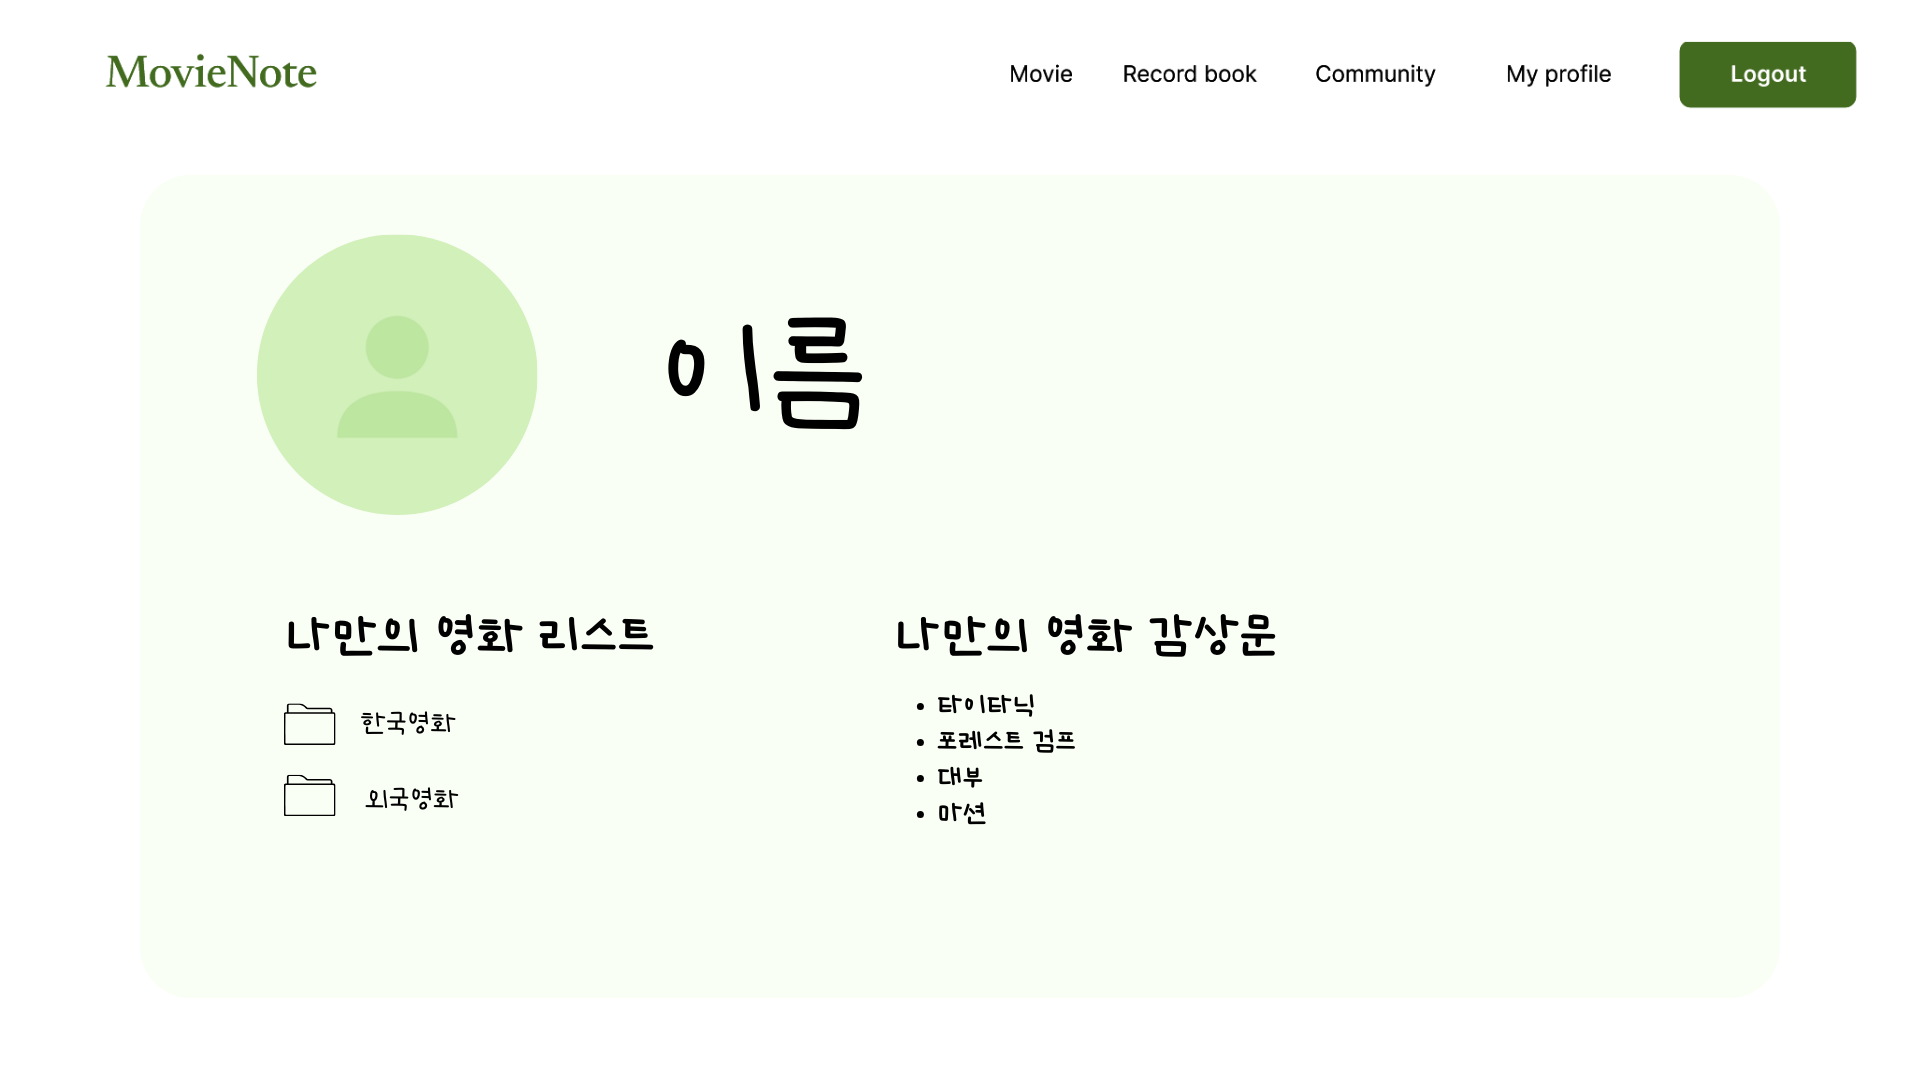 MovieNote
Movie Record book Community My profile Logout
이름
나만의 영화 리스트
한국영화
외국영화
나만의 영화 감상문
• 타이타닉
• 포레스트 검프
• 대부
• 마션